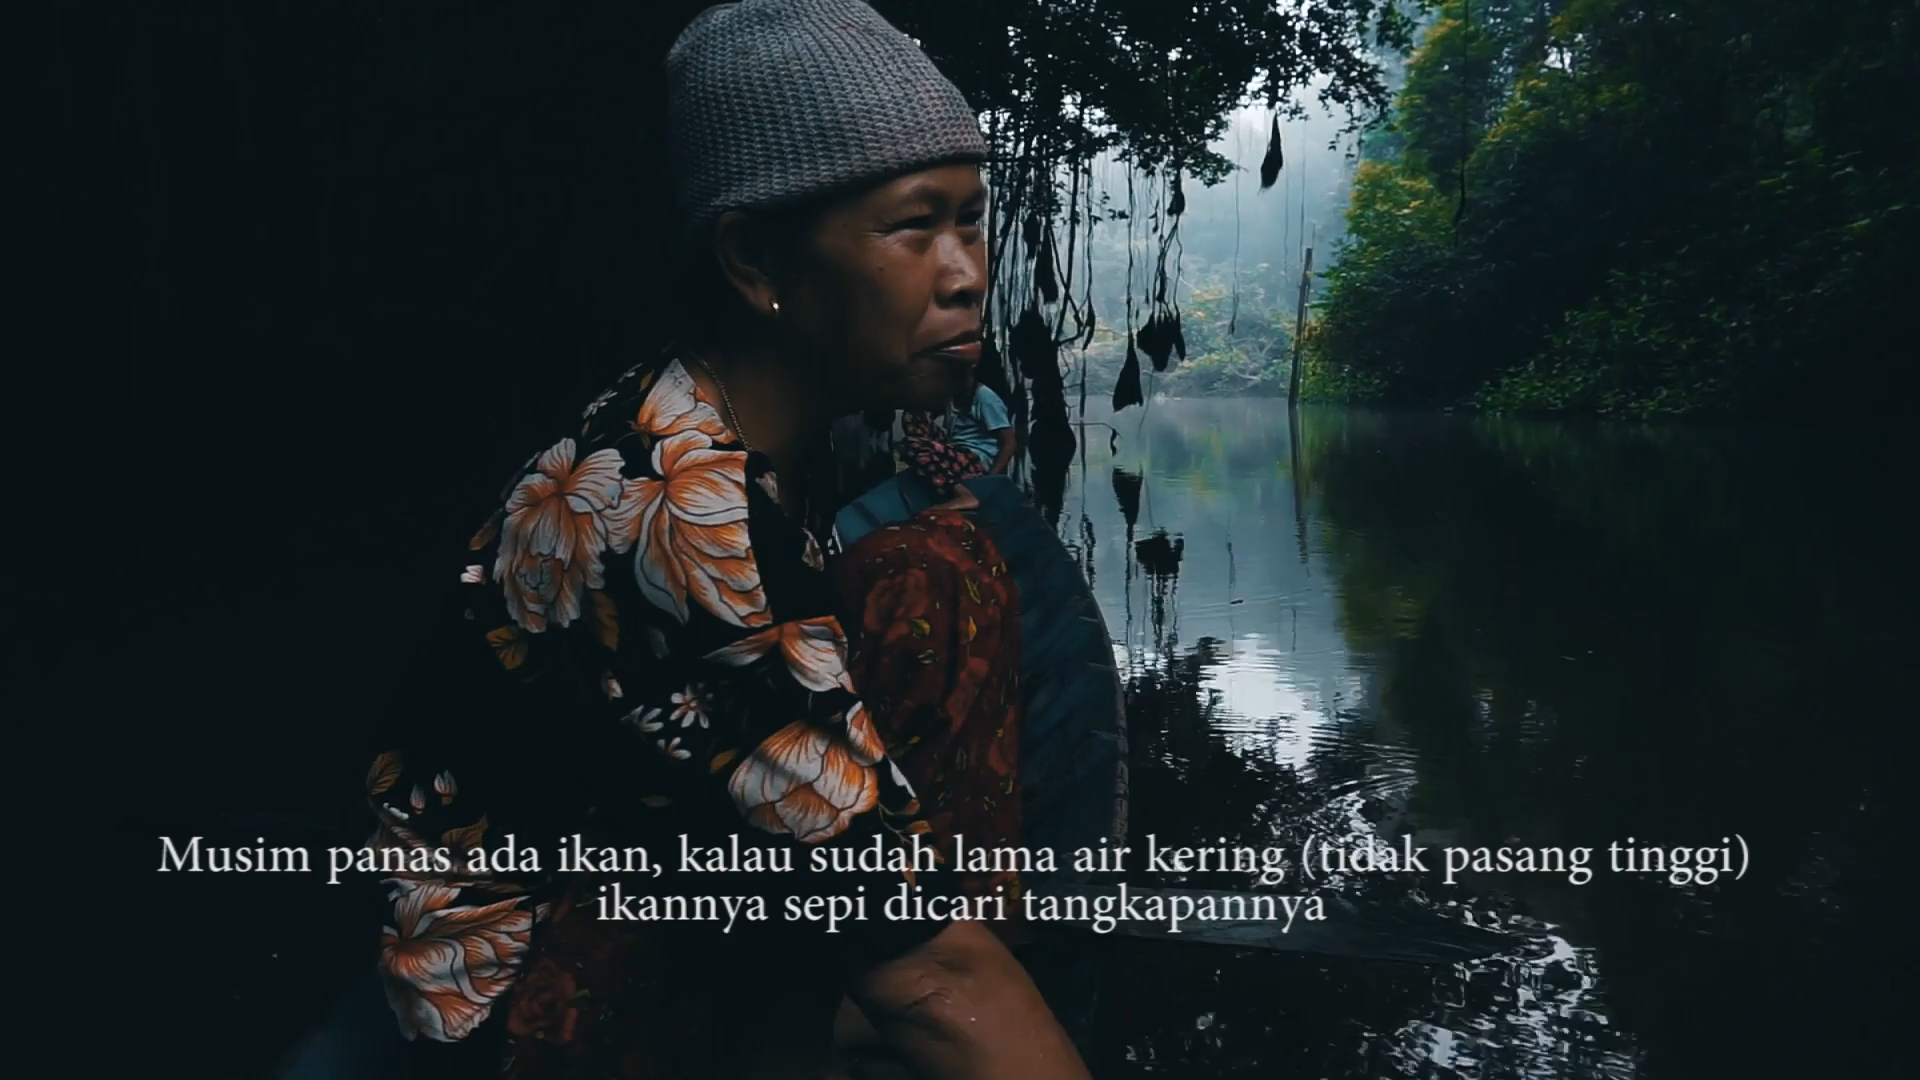 Musim panas ada ikan, kalau sudah lama air kering (tidak pasang tinggi)
ikannya sepi dicari tangkapannya